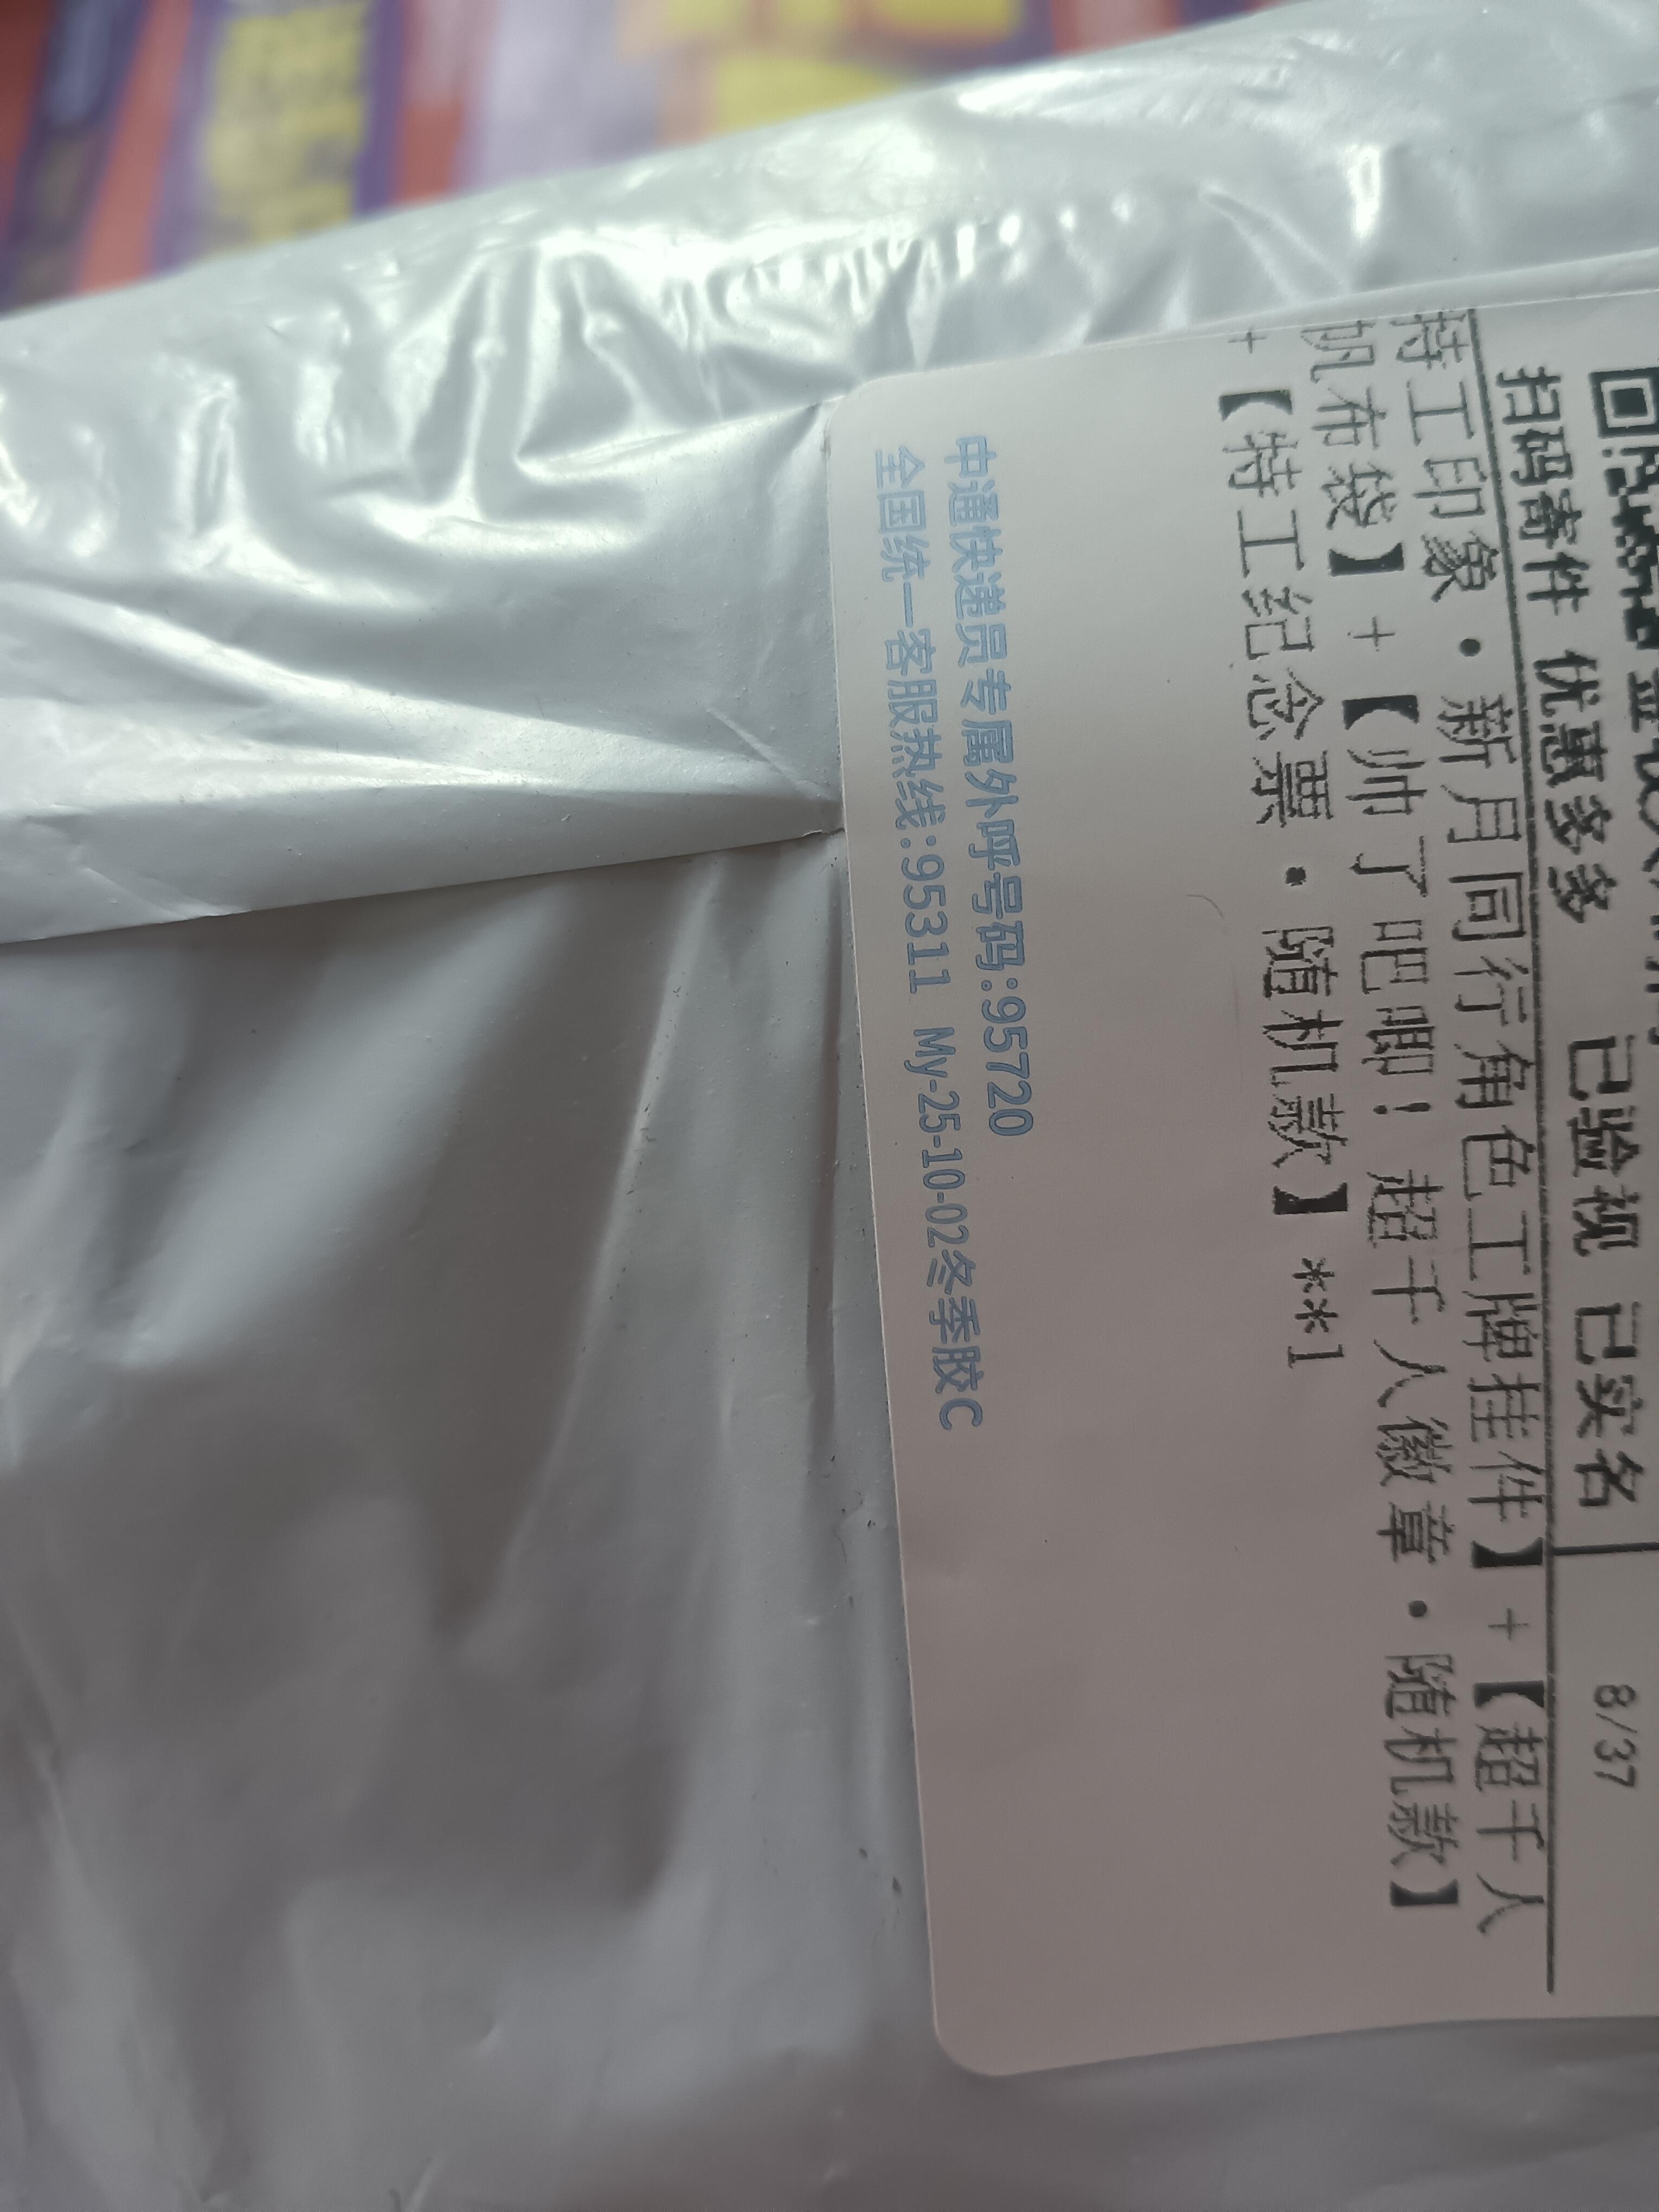 扫码寄件 优惠多多 已验视 已实名
8/37
特工印象·新月同行角色工牌挂件】+【超千人
帆布袋】+【帅了吧唧！超千人徽章·随机款】
+【特工纪念票·随机款】**1
中通快递员专属外呼号码:95720
全国统一客服热线:95311 My-25-10-02冬季胶C